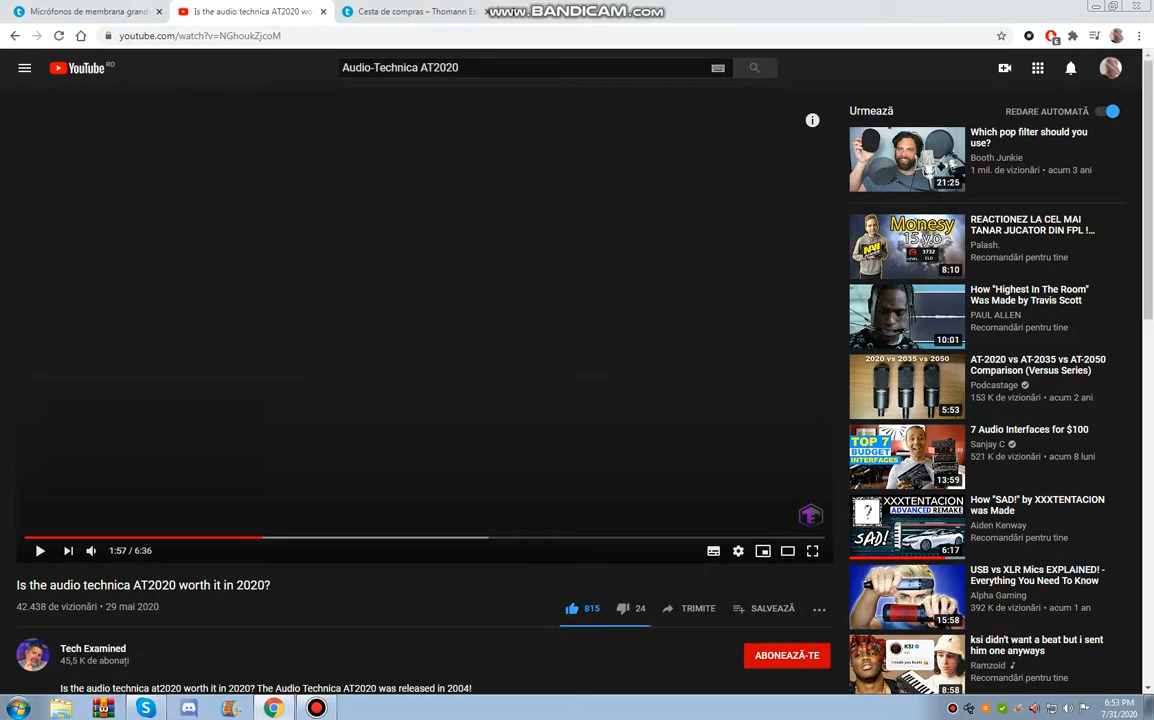 Micrófonos de membrana grand
Is the audio technica AT2020 wo
Cesta de compras – Thomann Es
www.BANDICAM.com
youtube.com/watch?v=NGhoukZjcoM
6
YouTube RO
Audio-Technica AT2020
Urmează
REDARE AUTOMATĂ
Which pop filter should you
use?
Booth Junkie
1 mil. de vizionări • acum 3 ani
21:25
REACTIONEZ LA CEL MAI
TANAR JUCATOR DIN FPL !...
Palash.
Recomandări pentru tine
Monesy
15 y/o
LEVEL
3732
ELO
8:10
How "Highest In The Room"
Was Made by Travis Scott
PAUL ALLEN
Recomandări pentru tine
10:01
2020 vs 2035 vs 2050
AT-2020 vs AT-2035 vs AT-2050
Comparison (Versus Series)
Podcastage
153 K de vizionări • acum 2 ani
5:53
TOP 7
BUDGET
INTERFACES
7 Audio Interfaces for $100
Sanjay C
521 K de vizionări • acum 8 luni
13:59
XXXTENTACION
ADVANCED REMAKE
?
SAD!
How "SAD!" by XXXTENTACION
was Made
Aiden Kenway
Recomandări pentru tine
6:17
USB vs XLR Mics EXPLAINED! -
Everything You Need To Know
Alpha Gaming
392 K de vizionări • acum 1 an
15:58
KSI
ksi didn't want a beat but i sent
him one anyways
Ramzoid
Recomandări pentru tine
8:58
1:57 / 6:36
Is the audio technica AT2020 worth it in 2020?
42.438 de vizionări • 29 mai 2020
815
24
TRIMITE
SALVEAZĂ
Tech Examined
45,5 K de abonați
ABONEAZĂ-TE
Is the audio technica at2020 worth it in 2020? The Audio Technica AT2020 was released in 2004!
6:53 PM
7/31/2020